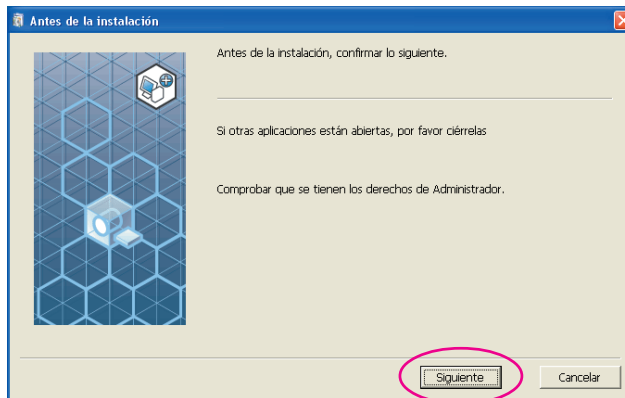 Antes de la instalación
Antes de la instalación, confirmar lo siguiente.
Si otras aplicaciones están abiertas, por favor ciérrelas
Comprobar que se tienen los derechos de Administrador.
Siguiente
Cancelar